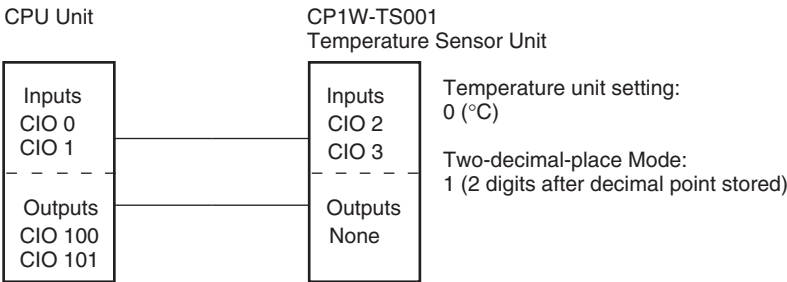 CPU Unit
CP1W-TS001
Temperature Sensor Unit
Inputs
CIO 0
CIO 1
Outputs
CIO 100
CIO 101
Inputs
CIO 2
CIO 3
Outputs
None
Temperature unit setting:
0 (°C)
Two-decimal-place Mode:
1 (2 digits after decimal point stored)